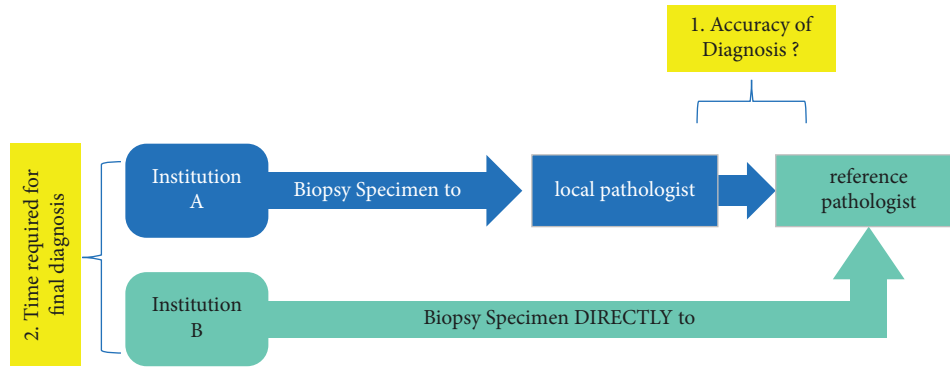 1. Accuracy of
Diagnosis ?
2. Time required for
final diagnosis
Institution
A
Biopsy Specimen to
local pathologist
reference
pathologist
Institution
B
Biopsy Specimen DIRECTLY to